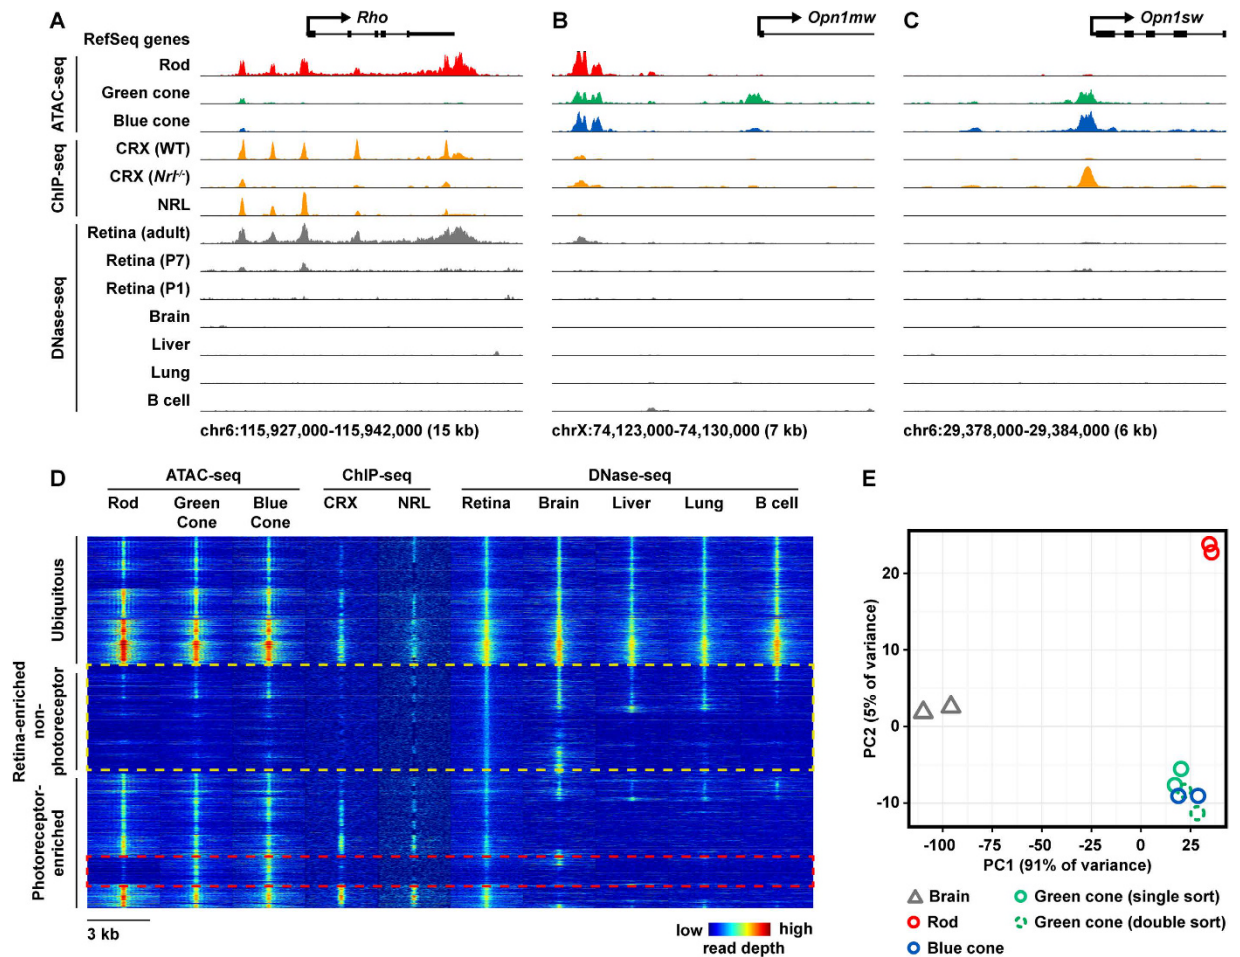 A
B
C
Rho
Opn1mw
Opn1sw
RefSeq genes
ATAC-seq
Rod
Green cone
Blue cone
ChIP-seq
CRX (WT)
CRX (Nrl-/-)
NRL
DNase-seq
Retina (adult)
Retina (P7)
Retina (P1)
Brain
Liver
Lung
B cell
chr6:115,927,000-115,942,000 (15 kb)
chrX:74,123,000-74,130,000 (7 kb)
chr6:29,378,000-29,384,000 (6 kb)
D
ATAC-seq
ChIP-seq
DNase-seq
Rod
Green
Cone
Blue
Cone
CRX
NRL
Retina
Brain
Liver
Lung
B cell
Ubiquitous
Retina-enriched
non-
photoreceptor
Photoreceptor-
enriched
3 kb
low
high
read depth
E
PC2 (5% of variance)
20
10
0
-10
-100
-75
-50
-25
0
25
PC1 (91% of variance)
Brain
Rod
Blue cone
Green cone (single sort)
Green cone (double sort)